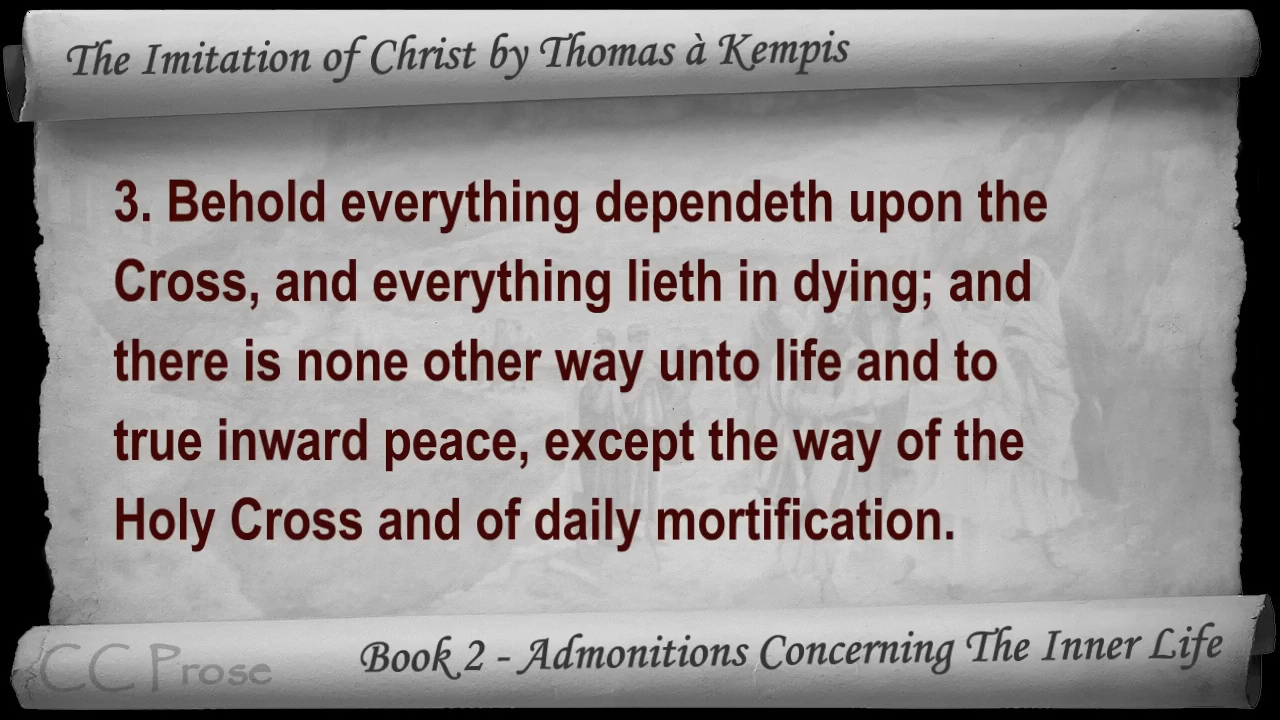 The Imitation of Christ by Thomas à Kempis
3. Behold everything dependeth upon the
Cross, and everything lieth in dying; and
there is none other way unto life and to
true inward peace, except the way of the
Holy Cross and of daily mortification.
CC Prose
Book 2 - Admonitions Concerning The Inner Life